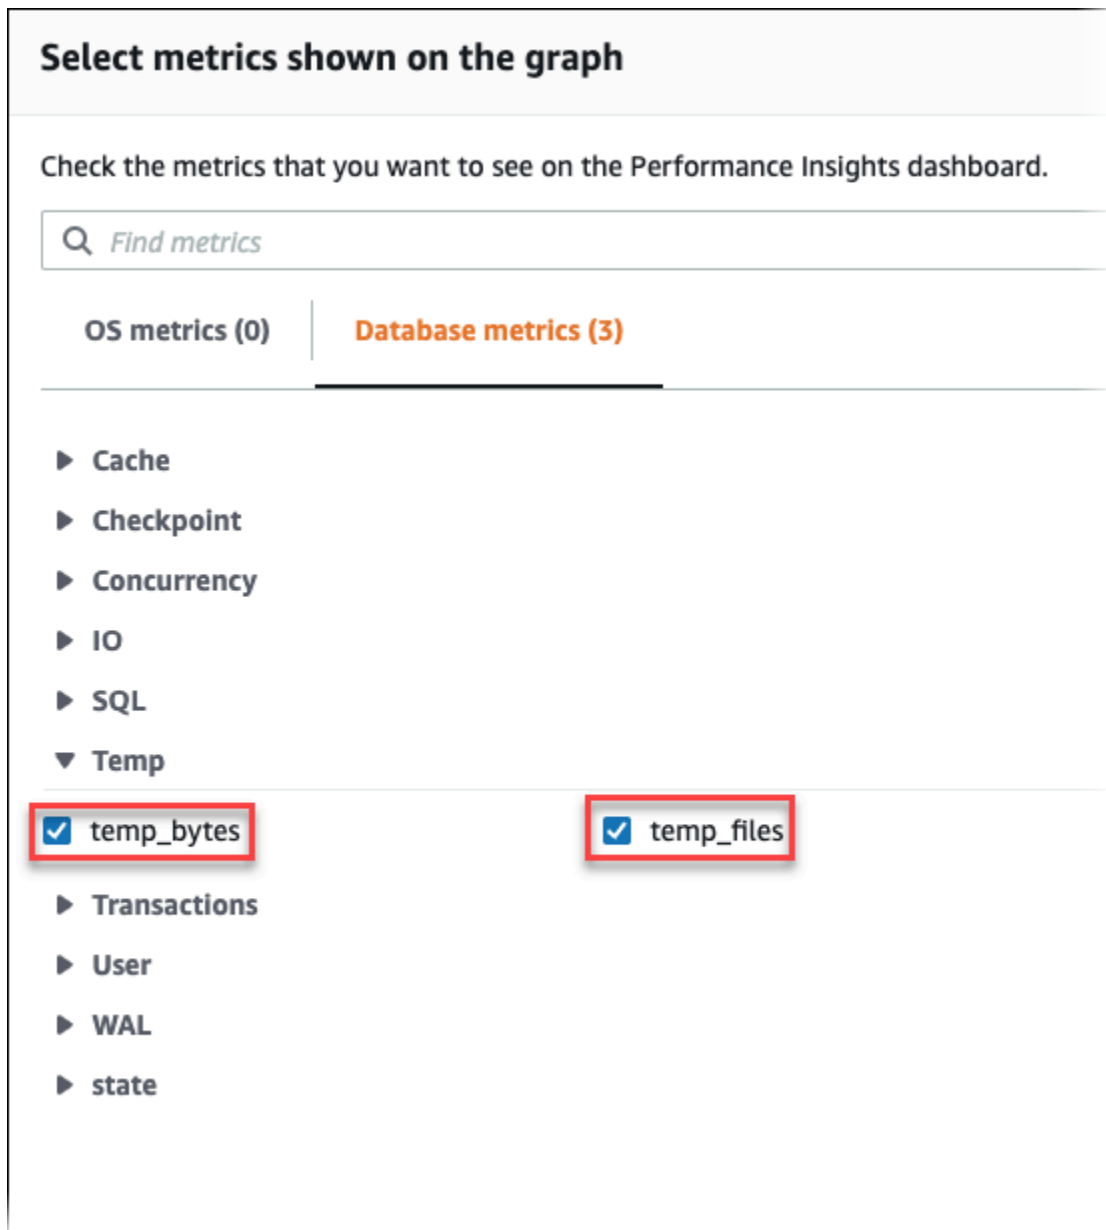 Select metrics shown on the graph
Check the metrics that you want to see on the Performance Insights dashboard.
Find metrics
OS metrics (0) Database metrics (3)
Cache
Checkpoint
Concurrency
IO
SQL
Temp
temp_bytes temp_files
Transactions
User
WAL
state